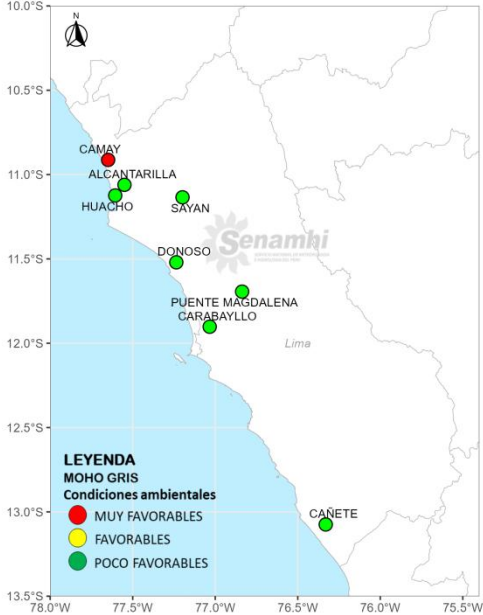 10.0°S
N
10.5°S
CAMAY
11.0°S
ALCANTARILLA
HUACHO
SAYAN
Senamhi
11.5°S
DONOSO
PUENTE MAGDALENA
CARABAYLLO
12.0°S
Lima
12.5°S
LEYENDA
MOHO GRIS
Condiciones ambientales
MUY FAVORABLES
FAVORABLES
POCO FAVORABLES
CAÑETE
13.0°S
13.5°S
78.0°W 77.5°W 77.0°W 76.5°W 76.0°W 75.5°W